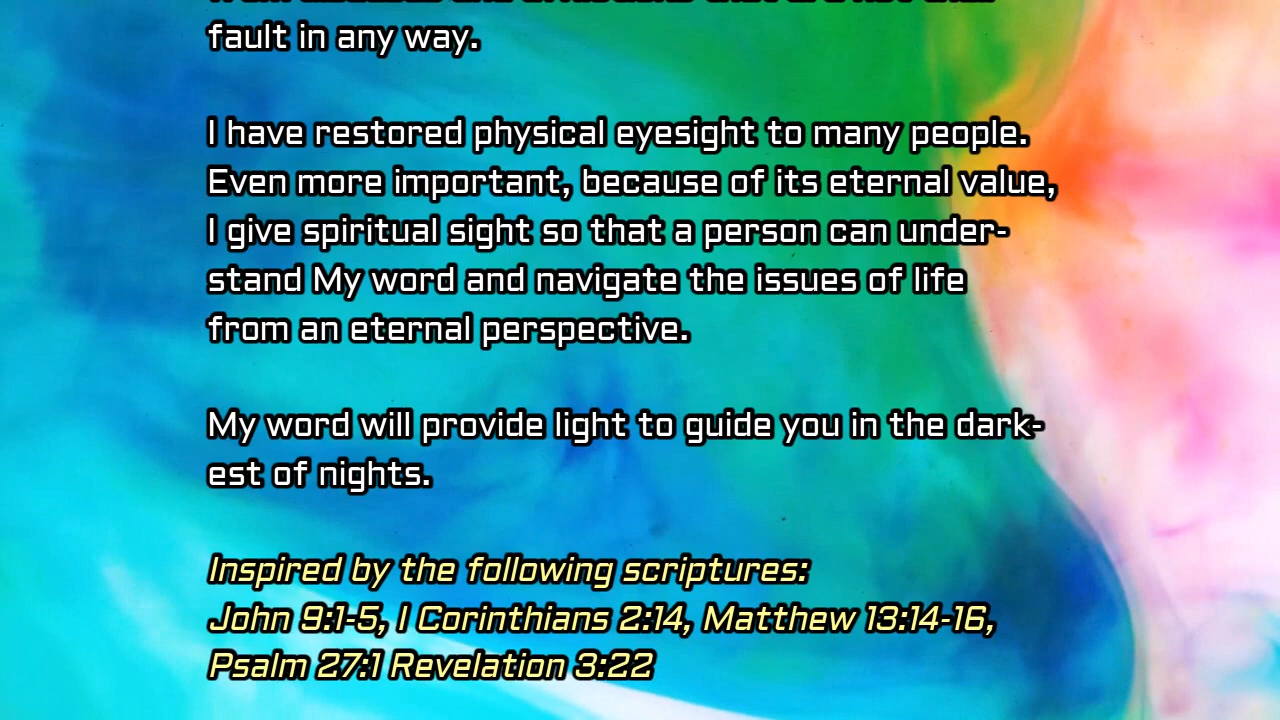 fault in any way.
I have restored physical eyesight to many people.
Even more important, because of its eternal value,
I give spiritual sight so that a person can under-
stand My word and navigate the issues of life
from an eternal perspective.
My word will provide light to guide you in the dark-
est of nights.
Inspired by the following scriptures:
John 9:1-5, I Corinthians 2:14, Matthew 13:14-16,
Psalm 27:1 Revelation 3:22